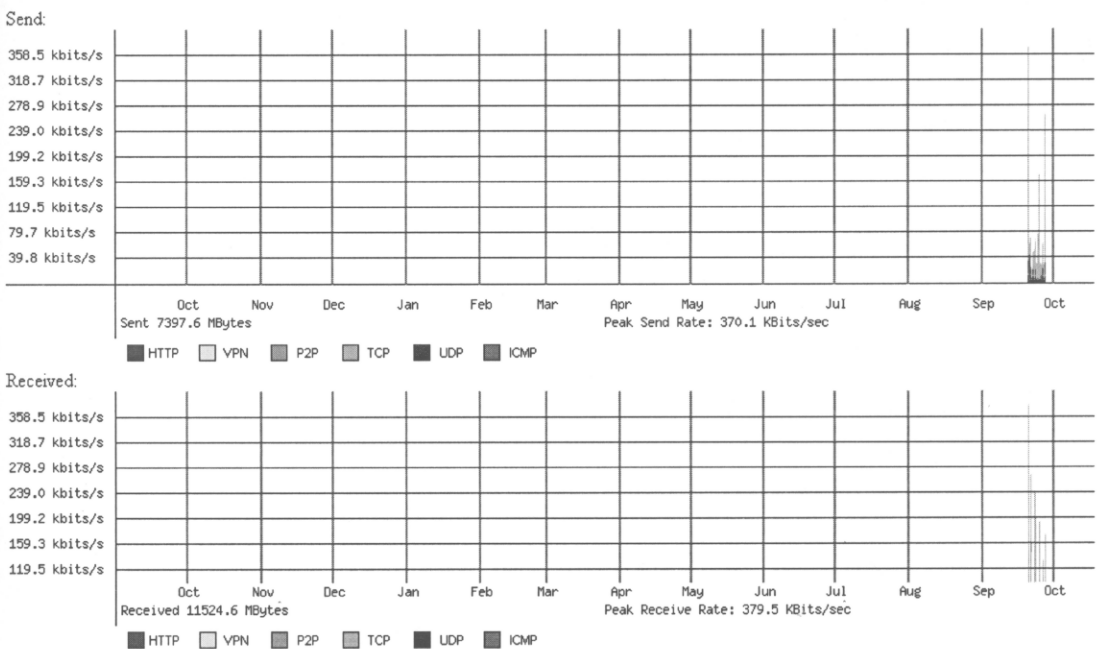 Send:
358.5 kbits/s
318.7 kbits/s
278.9 kbits/s
239.0 kbits/s
199.2 kbits/s
159.3 kbits/s
119.5 kbits/s
79.7 kbits/s
39.8 kbits/s
Oct Nov Dec Jan Feb Mar Apr May Jun Jul Aug Sep Oct
Sent 7397.6 MBytes Peak Send Rate: 370.1 KBits/sec
HTTP VPN P2P TCP UDP ICMP
Received:
358.5 kbits/s
318.7 kbits/s
278.9 kbits/s
239.0 kbits/s
199.2 kbits/s
159.3 kbits/s
119.5 kbits/s
Oct Nov Dec Jan Feb Mar Apr May Jun Jul Aug Sep Oct
Received 11524.6 MBytes Peak Receive Rate: 379.5 KBits/sec
HTTP VPN P2P TCP UDP ICMP